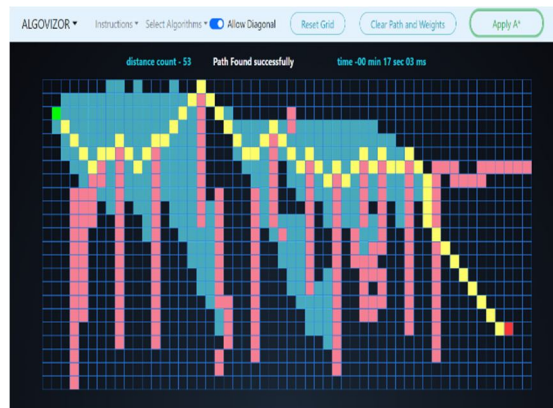 ALGOVIZOR Instructions Select Algorithms Allow Diagonal Reset Grid Clear Path and Weights Apply A*
distance count - 53 Path Found successfully time -00 min 17 sec 03 ms